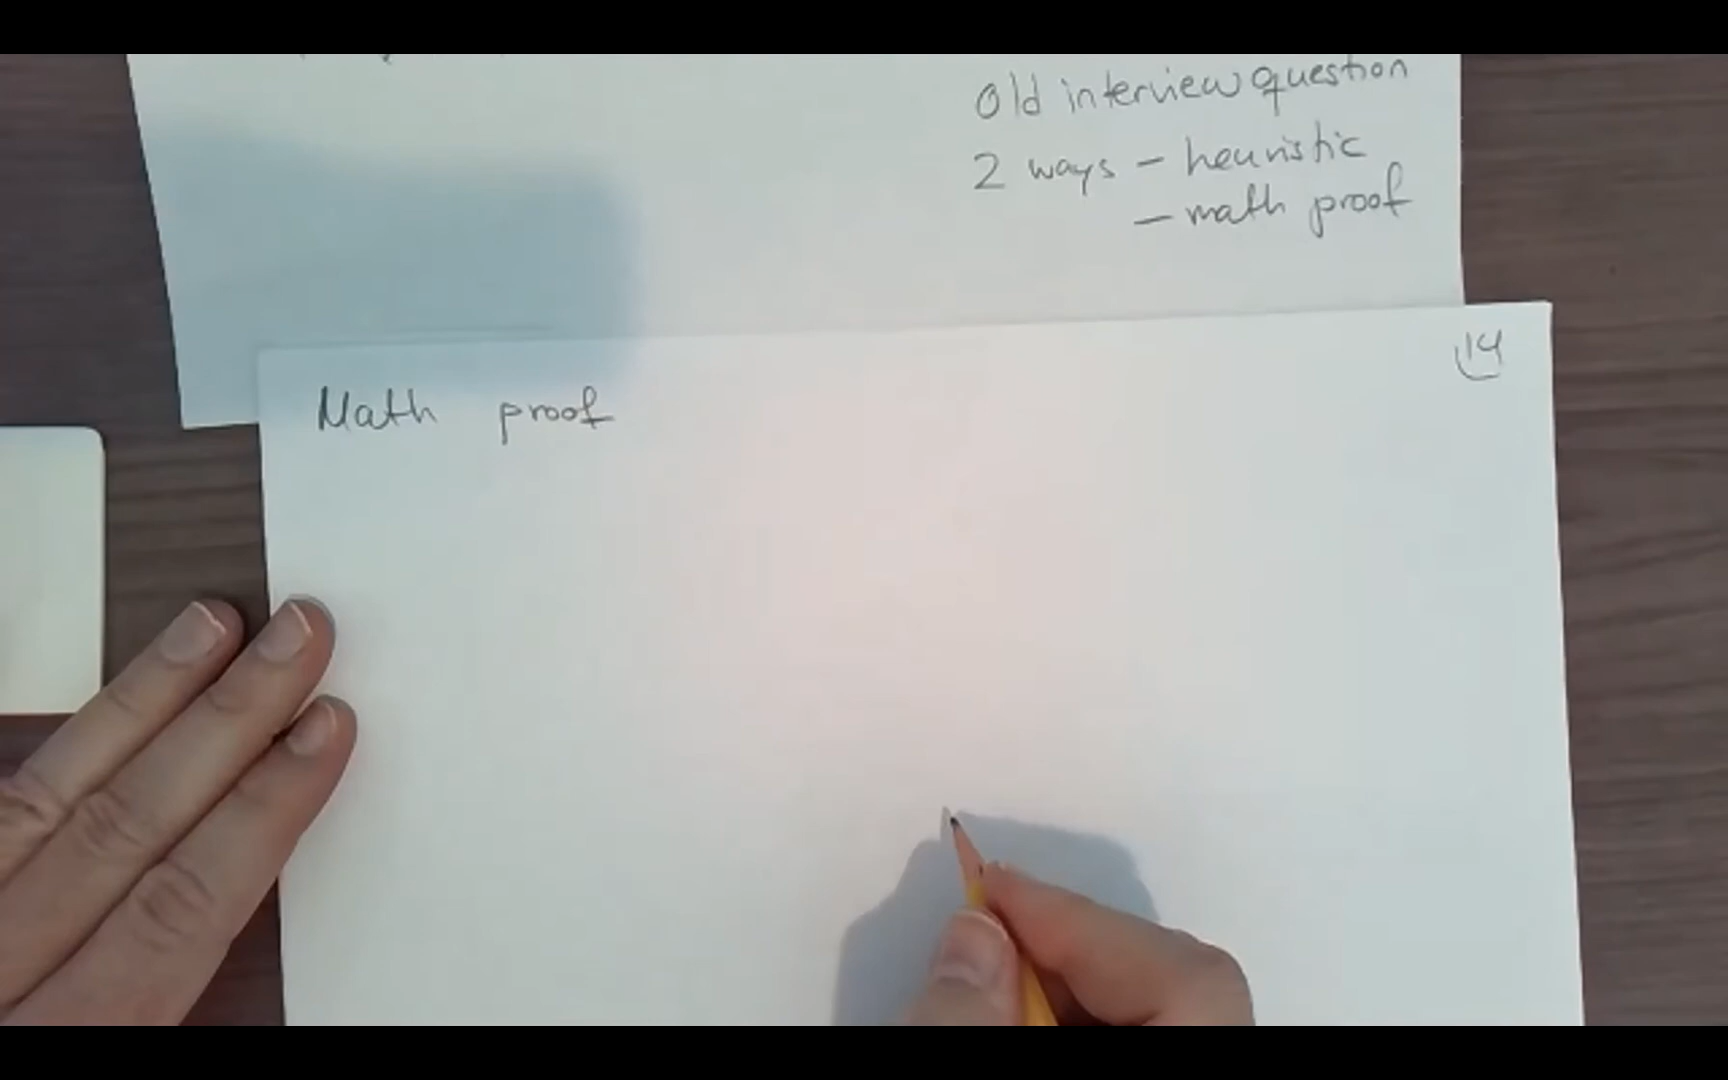 Old interview question
2 ways - heuristic
- math proof
14
Math proof